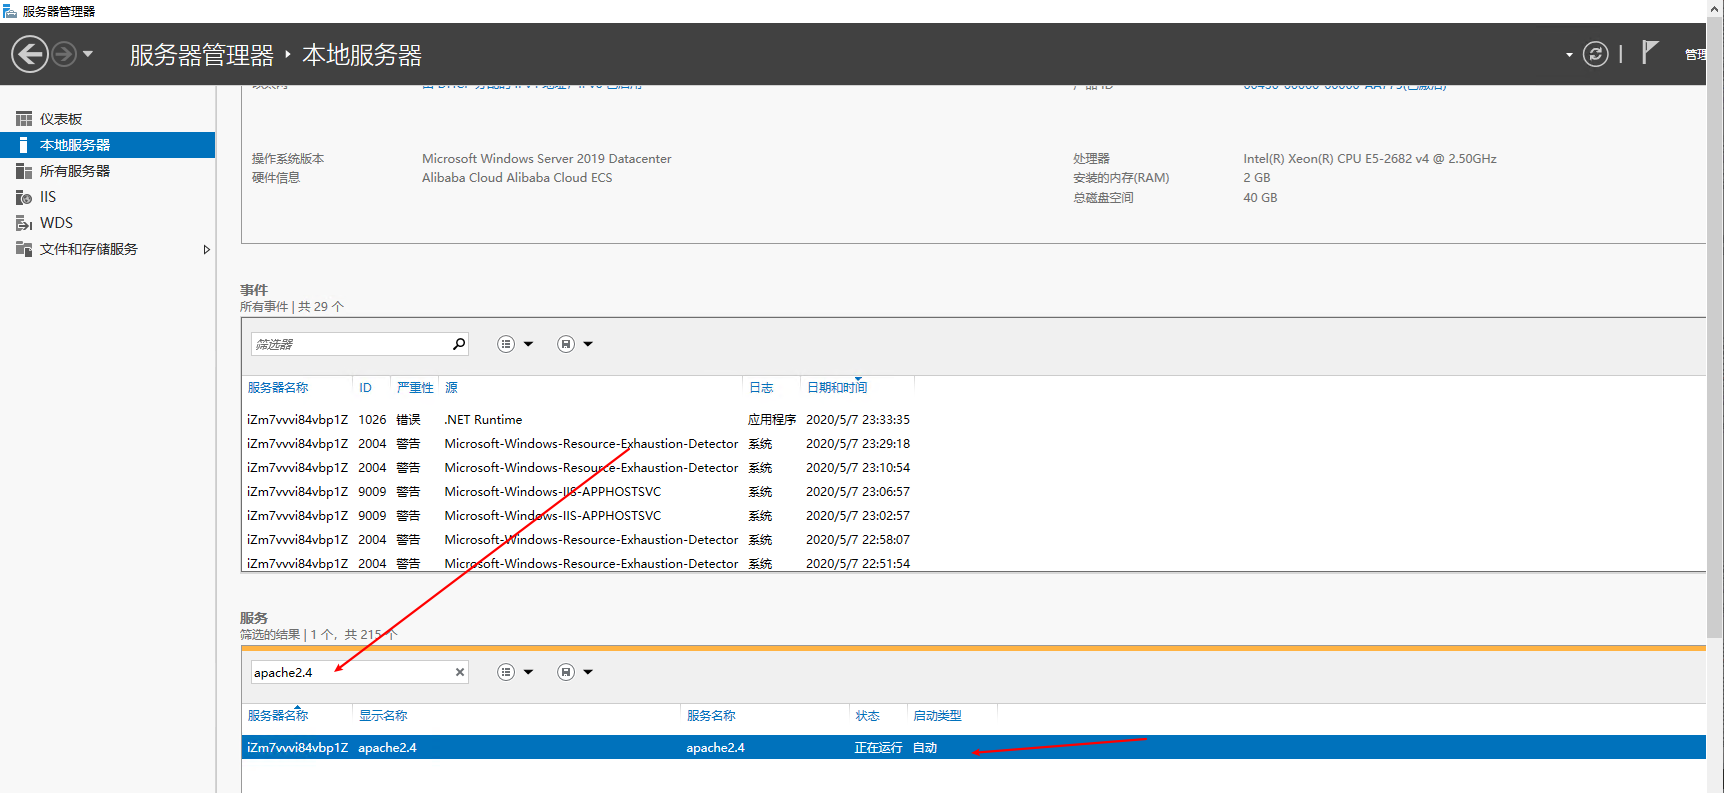 服务器管理器
服务器管理器 · 本地服务器
管理
仪表板
本地服务器
所有服务器
IIS
WDS
文件和存储服务
操作系统版本 Microsoft Windows Server 2019 Datacenter 处理器 Intel(R) Xeon(R) CPU E5-2682 v4 @ 2.50GHz
硬件信息 Alibaba Cloud Alibaba Cloud ECS 安装的内存(RAM) 2 GB
总磁盘空间 40 GB
事件
所有事件 | 共 29 个
筛选器
服务器名称 ID 严重性 源 日志 日期和时间
iZm7vvvi84vbp1Z 1026 错误 .NET Runtime 应用程序 2020/5/7 23:33:35
iZm7vvvi84vbp1Z 2004 警告 Microsoft-Windows-Resource-Exhaustion-Detector 系统 2020/5/7 23:29:18
iZm7vvvi84vbp1Z 2004 警告 Microsoft-Windows-Resource-Exhaustion-Detector 系统 2020/5/7 23:10:54
iZm7vvvi84vbp1Z 9009 警告 Microsoft-Windows-IIS-APPHOSTSVC 系统 2020/5/7 23:06:57
iZm7vvvi84vbp1Z 9009 警告 Microsoft-Windows-IIS-APPHOSTSVC 系统 2020/5/7 23:02:57
iZm7vvvi84vbp1Z 2004 警告 Microsoft-Windows-Resource-Exhaustion-Detector 系统 2020/5/7 22:58:07
iZm7vvvi84vbp1Z 2004 警告 Microsoft-Windows-Resource-Exhaustion-Detector 系统 2020/5/7 22:51:54
服务
筛选的结果 | 1 个，共 215 个
apache2.4
服务器名称 显示名称 服务名称 状态 启动类型
iZm7vvvi84vbp1Z apache2.4 apache2.4 正在运行 自动